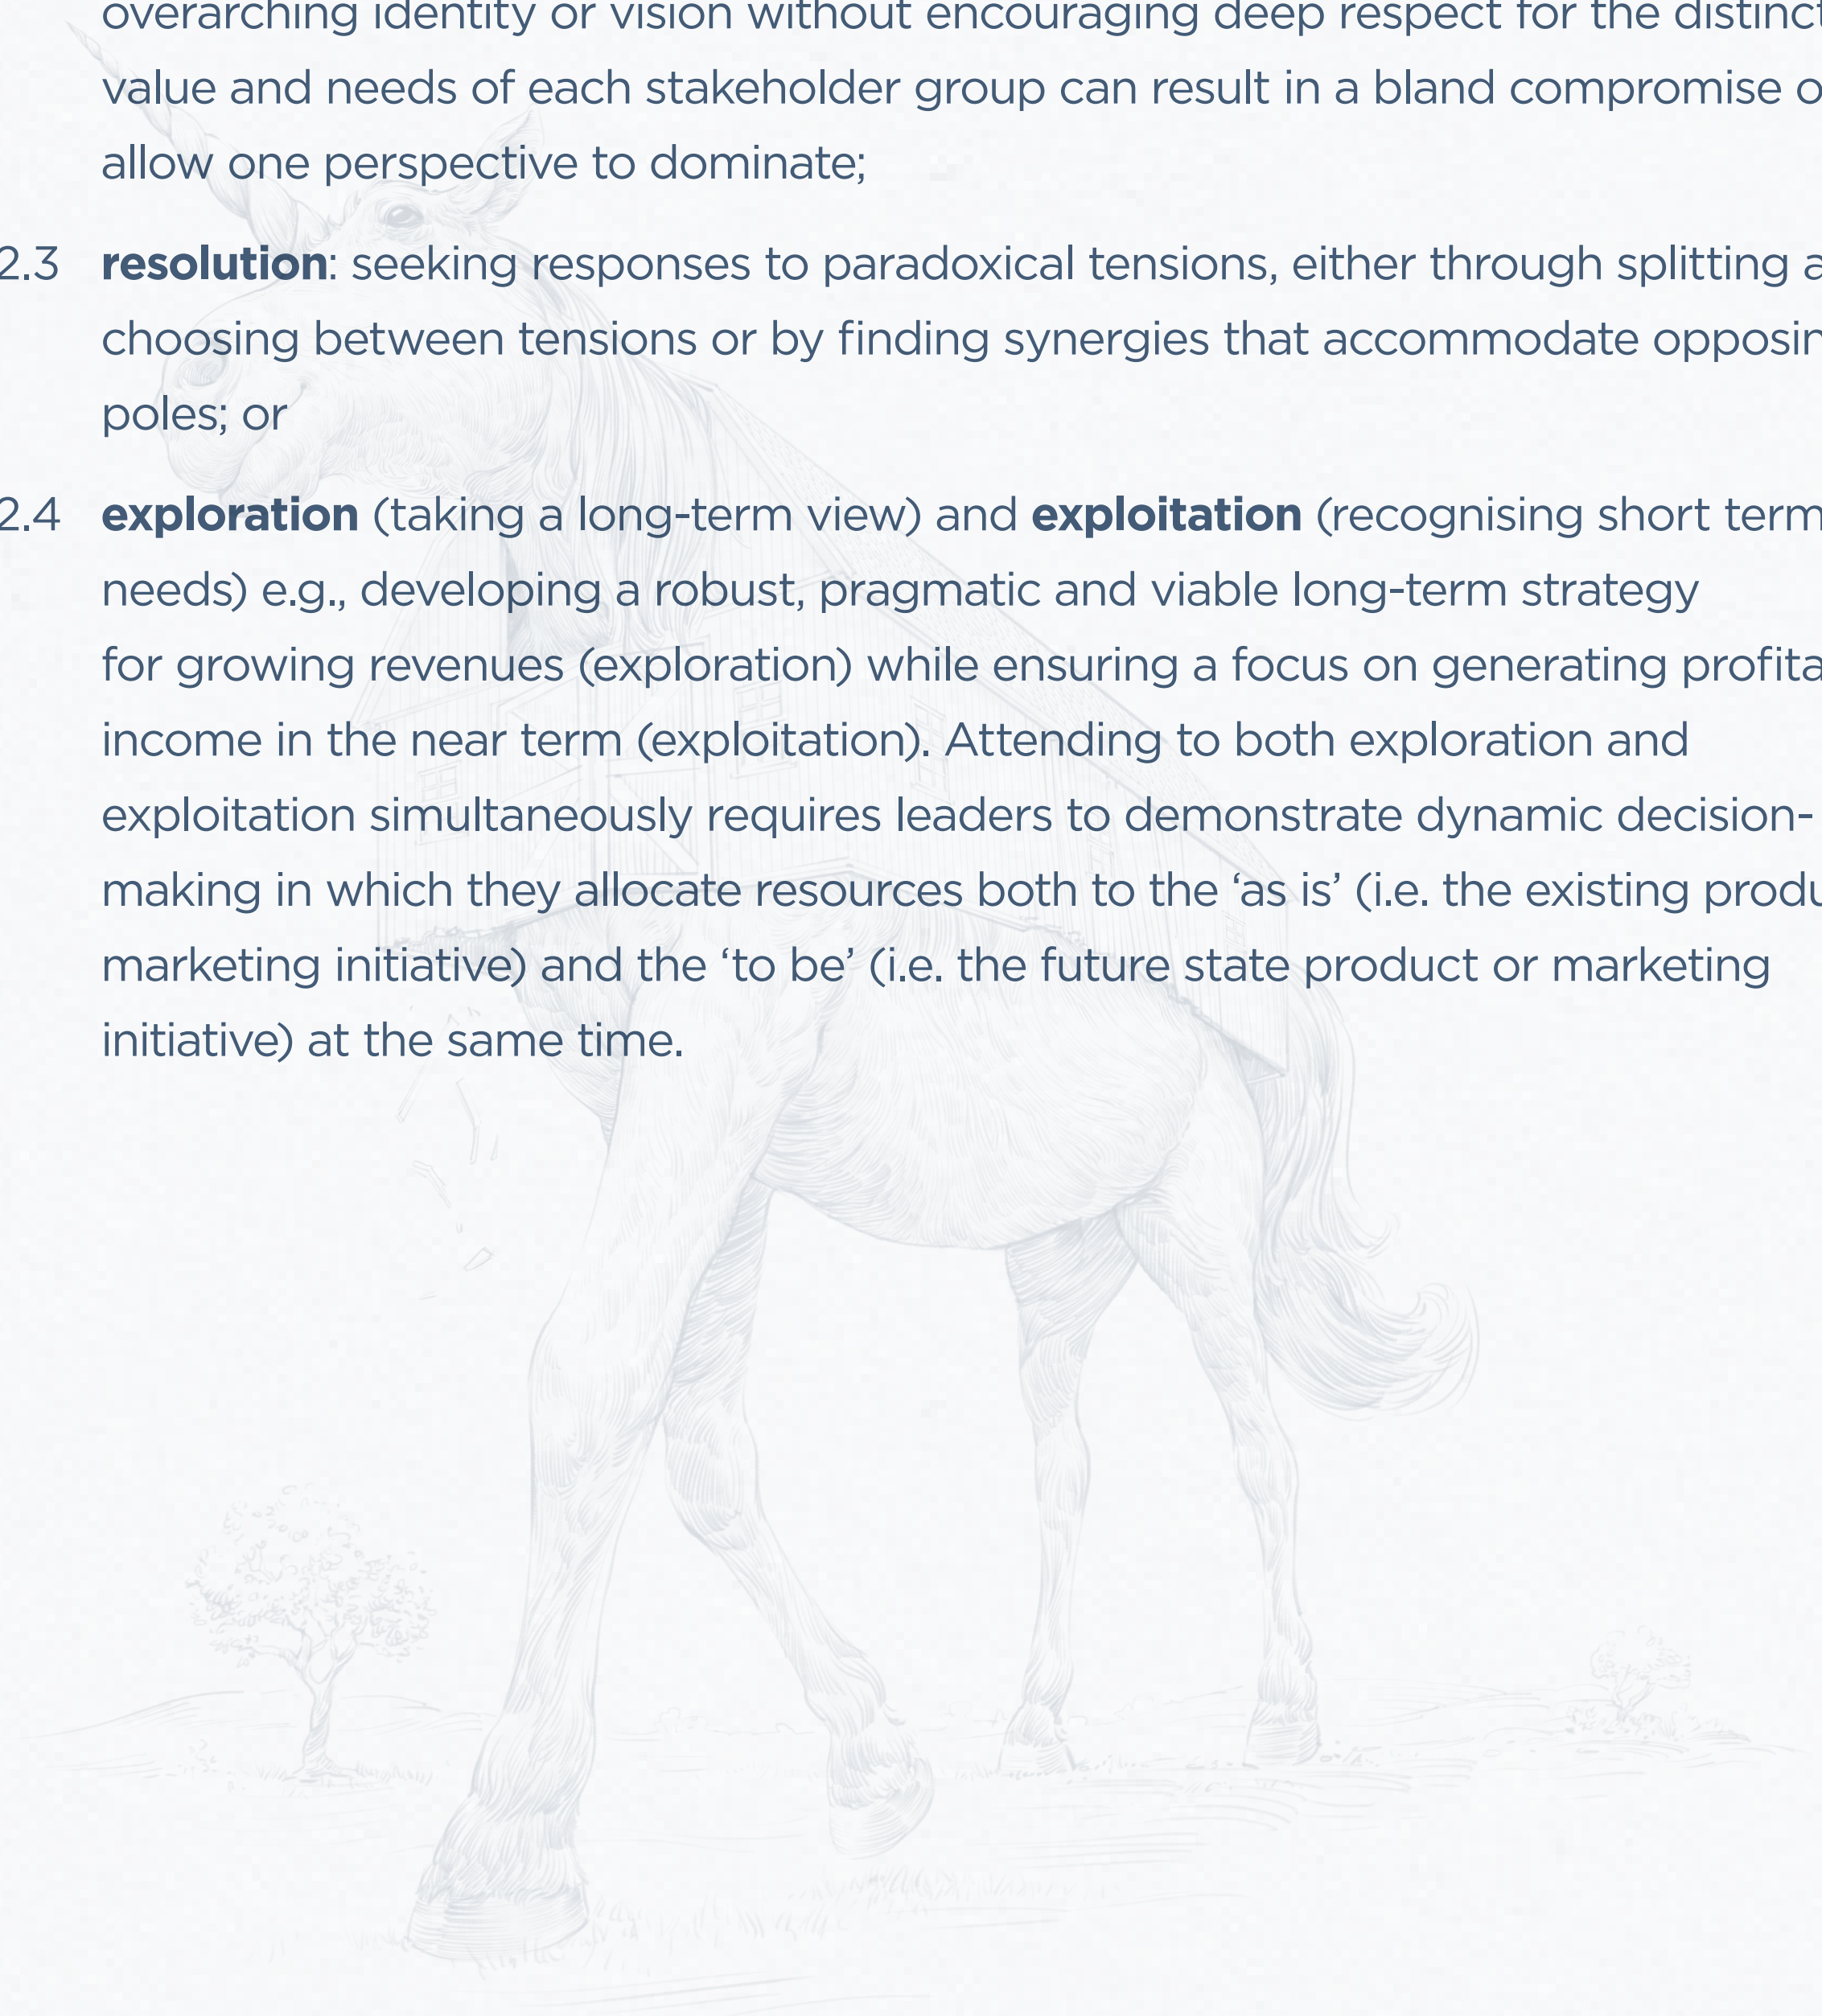 overarching identity or vision without encouraging deep respect for the distinct
value and needs of each stakeholder group can result in a bland compromise
allow one perspective to dominate;
2.3 resolution: seeking responses to paradoxical tensions, either through splitting
choosing between tensions or by finding synergies that accommodate
poles; or
2.4 exploration (taking a long-term view) and exploitation (recognising short term
needs) e.g., developing a robust, pragmatic and viable long-term strategy
for growing revenues (exploration) while ensuring a focus on generating
income in the near term (exploitation). Attending to both exploration and
exploitation simultaneously requires leaders to demonstrate dynamic decision-
making in which they allocate resources both to the ‘as is’ (i.e. the existing
marketing initiative) and the ‘to be’ (i.e. the future state product or marketing
initiative) at the same time.